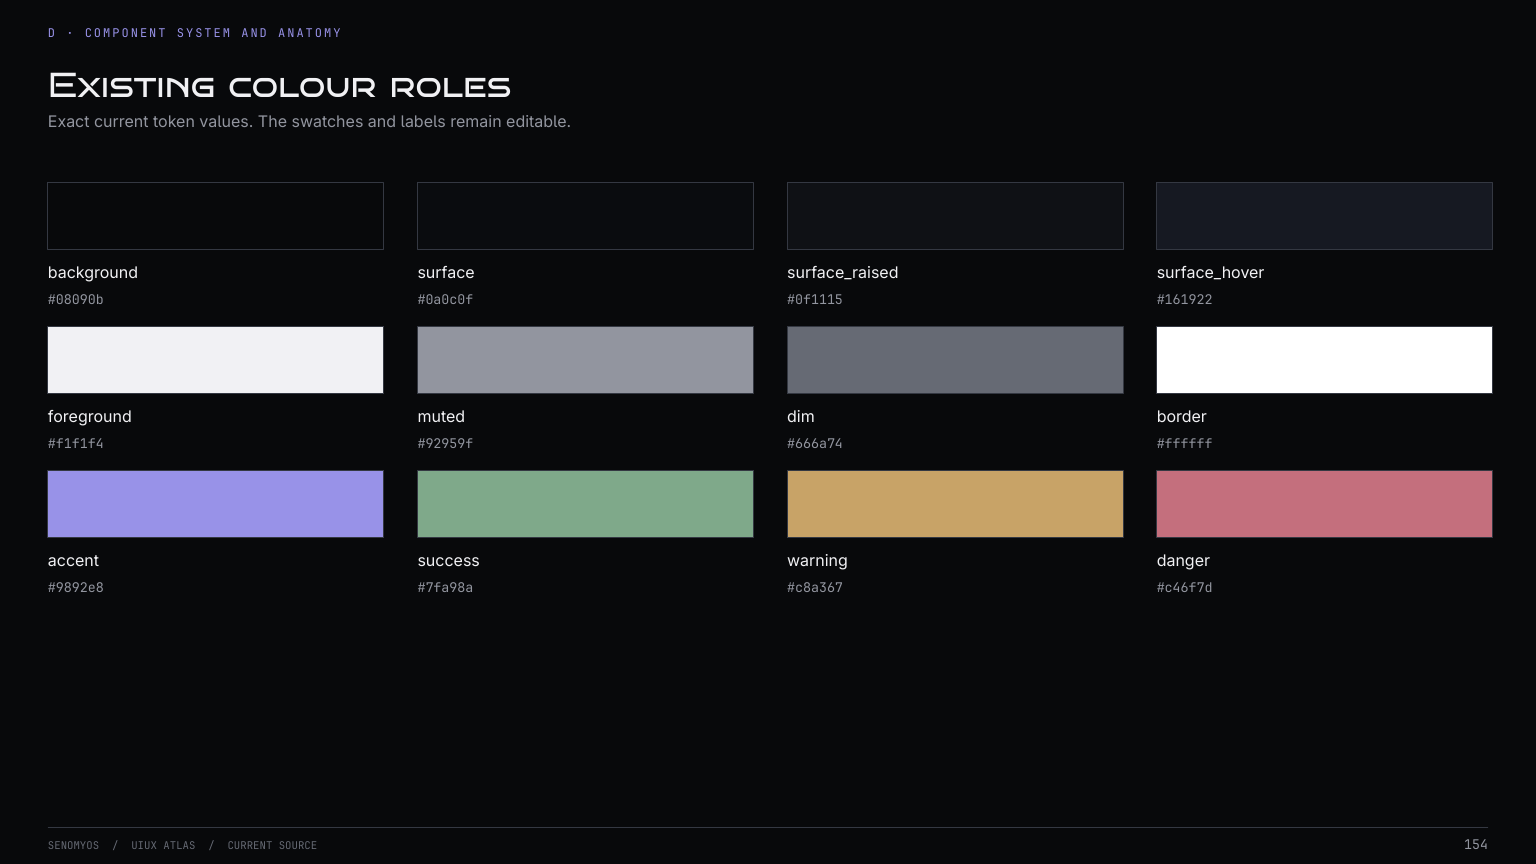 D · COMPONENT SYSTEM AND ANATOMY
Existing colour roles
Exact current token values. The swatches and labels remain editable.
background
#08090b
surface
#0a0c0f
surface_raised
#0f1115
surface_hover
#161922
foreground
#f1f1f4
muted
#92959f
dim
#666a74
border
#ffffff
accent
#9892e8
success
#7fa98a
warning
#c8a367
danger
#c46f7d
SENOMYOS / UIUX ATLAS / CURRENT SOURCE
154